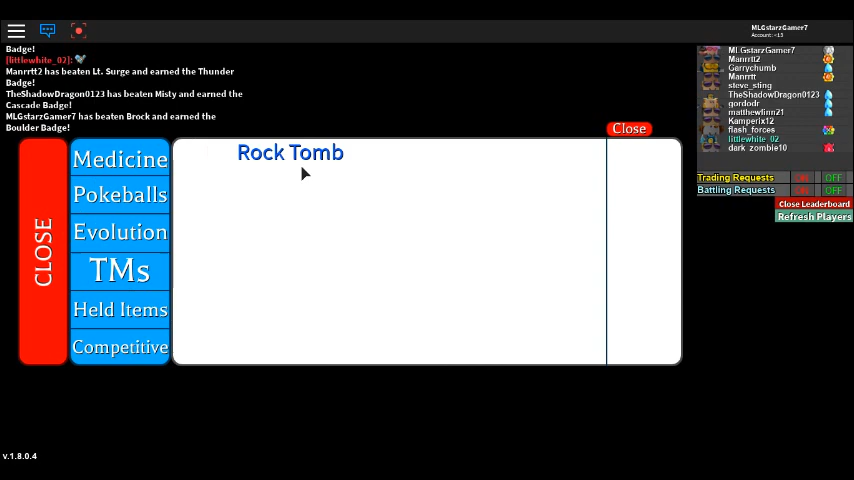 MLGstarzGamer7
Account: <13
Badge!
[littlewhite_02]:
Manrrtt2 has beaten Lt. Surge and earned the Thunder
Badge!
TheShadowDragon0123 has beaten Misty and earned the
Cascade Badge!
MLGstarzGamer7 has beaten Brock and earned the
Boulder Badge!
Close
CLOSE
Medicine
Pokeballs
Evolution
TMs
Held Items
Competitive
Rock Tomb
MLGstarzGamer7
Manrrtt2
Garrychumb
Manrrtt
steve_sting
TheShadowDragon0123
gordodr
matthewfinn21
Kamperix12
flash_forces
littlewhite_02
dark_zombie10
Trading Requests ON OFF
Battling Requests ON OFF
Close Leaderboard
Refresh Players
v.1.8.0.4